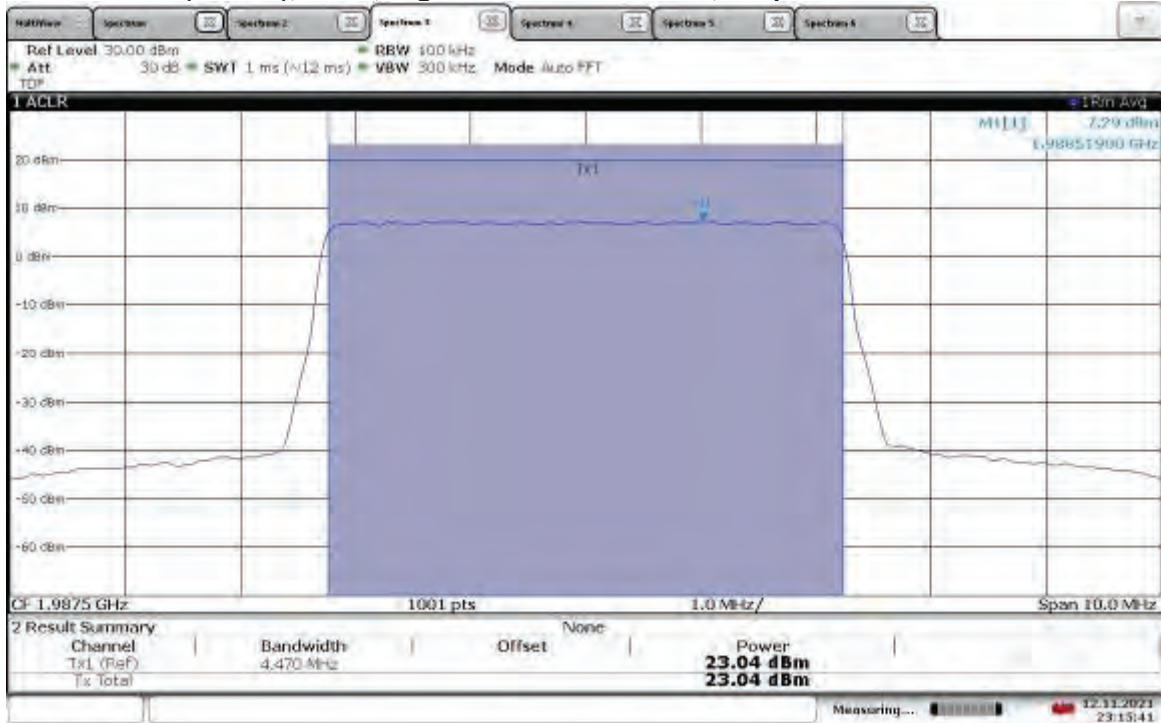 MultiView Spectrum Spectrum 2 Spectrum 3 Spectrum 4 Spectrum 5 Spectrum 6
Ref Level 30.00 dBm RBW 100 kHz
Att 30 dB SWT 1 ms (~12 ms) VBW 300 kHz Mode Auto FFT
TDF
1 ACLR 1Rm Avg
M1[1] 7.29 dBm
1.98851900 GHz
20 dBm
Tx1
10 dBm
M1
0 dBm
-10 dBm
-20 dBm
-30 dBm
-40 dBm
-50 dBm
-60 dBm
CF 1.9875 GHz 1001 pts 1.0 MHz/ Span 10.0 MHz
2 Result Summary None
Channel Bandwidth Offset Power
Tx1 (Ref) 4.470 MHz 23.04 dBm
Tx Total 23.04 dBm
Measuring... 12.11.2021
23:15:41